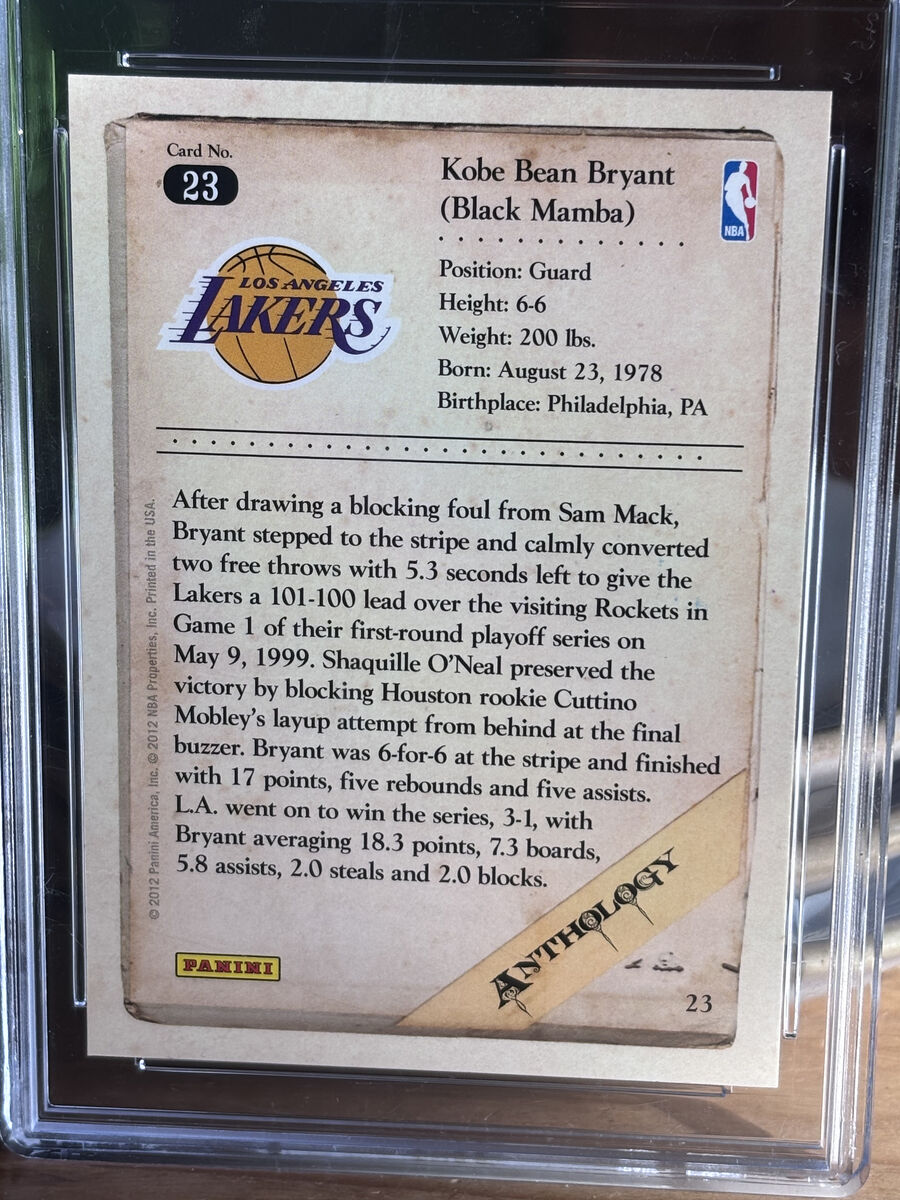 Card No.
23
Kobe Bean Bryant
(Black Mamba)
NBA
LOS ANGELES
LAKERS
Position: Guard
Height: 6-6
Weight: 200 lbs.
Born: August 23, 1978
Birthplace: Philadelphia, PA
After drawing a blocking foul from Sam Mack,
Bryant stepped to the stripe and calmly converted
two free throws with 5.3 seconds left to give the
Lakers a 101-100 lead over the visiting Rockets in
Game 1 of their first-round playoff series on
May 9, 1999. Shaquille O'Neal preserved the
victory by blocking Houston rookie Cuttino
Mobley's layup attempt from behind at the final
buzzer. Bryant was 6-for-6 at the stripe and finished
with 17 points, five rebounds and five assists.
L.A. went on to win the series, 3-1, with
Bryant averaging 18.3 points, 7.3 boards,
5.8 assists, 2.0 steals and 2.0 blocks.
© 2012 Panini America, Inc. © 2012 NBA Properties, Inc. Printed in the USA.
PANINI
ANTHOLOGY
23